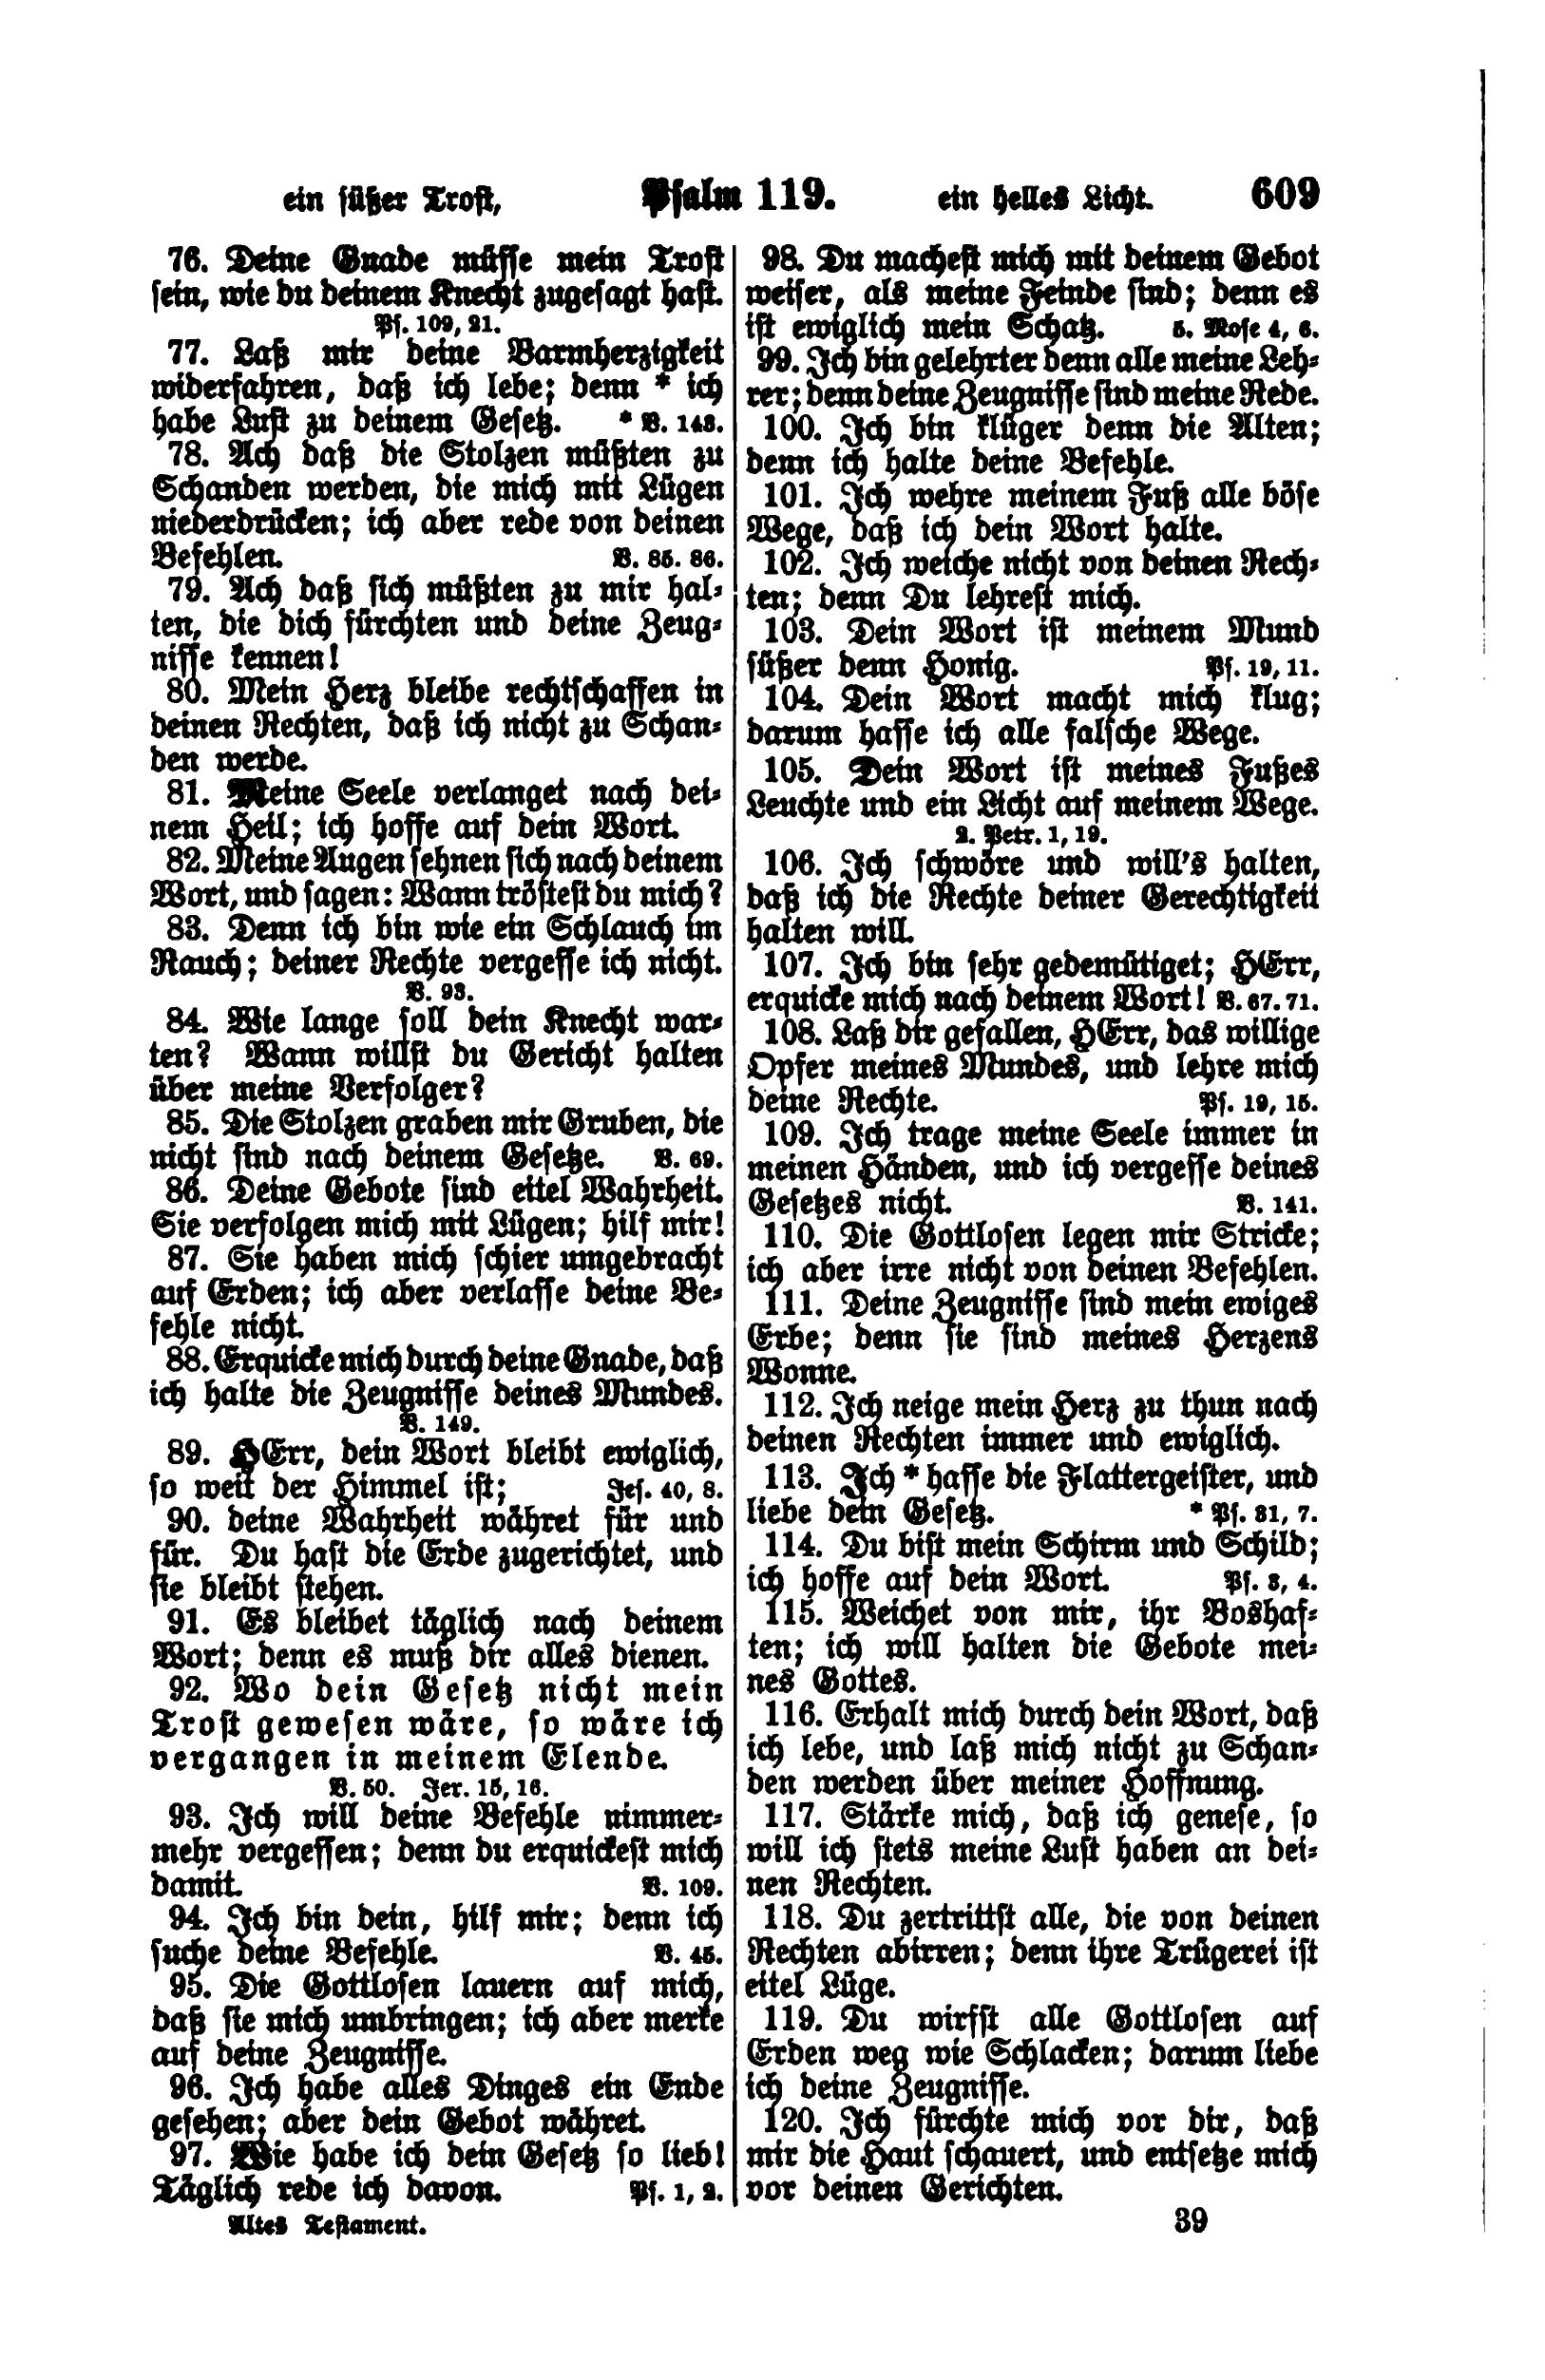 ein süßer Trost, Psalm 119. ein helles Licht. 609
76. Deine Gnade müsse mein Trost
sein, wie du deinem Knecht zugesagt hast.
Ps. 109, 21.
77. Laß mir deine Barmherzigkeit
widerfahren, daß ich lebe; denn * ich
habe Lust zu deinem Gesetz. * V. 143.
78. Ach daß die Stolzen müßten zu
Schanden werden, die mich mit Lügen
niederdrücken; ich aber rede von deinen
Befehlen. V. 85. 86.
79. Ach daß sich müßten zu mir hal-
ten, die dich fürchten und deine Zeug-
nisse kennen!
80. Mein Herz bleibe rechtschaffen in
deinen Rechten, daß ich nicht zu Schan-
den werde.
81. Meine Seele verlanget nach dei-
nem Heil; ich hoffe auf dein Wort.
82. Meine Augen sehnen sich nach deinem
Wort, und sagen: Wann tröstest du mich?
83. Denn ich bin wie ein Schlauch im
Rauch; deiner Rechte vergesse ich nicht.
V. 93.
84. Wie lange soll dein Knecht war-
ten? Wann willst du Gericht halten
über meine Verfolger?
85. Die Stolzen graben mir Gruben, die
nicht sind nach deinem Gesetze. V. 69.
86. Deine Gebote sind eitel Wahrheit.
Sie verfolgen mich mit Lügen; hilf mir!
87. Sie haben mich schier umgebracht
auf Erden; ich aber verlasse deine Be-
fehle nicht.
88. Erquicke mich durch deine Gnade, daß
ich halte die Zeugnisse deines Mundes.
V. 149.
89. HErr, dein Wort bleibt ewiglich,
so weit der Himmel ist; Jes. 40, 8.
90. deine Wahrheit währet für und
für. Du hast die Erde zugerichtet, und
sie bleibt stehen.
91. Es bleibet täglich nach deinem
Wort; denn es muß dir alles dienen.
92. Wo dein Gesetz nicht mein
Trost gewesen wäre, so wäre ich
vergangen in meinem Elende.
V. 50. Jer. 15, 16.
93. Ich will deine Befehle nimmer-
mehr vergessen; denn du erquickest mich
damit. V. 109.
94. Ich bin dein, hilf mir; denn ich
suche deine Befehle. V. 45.
95. Die Gottlosen lauern auf mich,
daß sie mich umbringen; ich aber merke
auf deine Zeugnisse.
96. Ich habe alles Dinges ein Ende
gesehen; aber dein Gebot währet.
97. Wie habe ich dein Gesetz so lieb!
Täglich rede ich davon. Ps. 1, 2.
98. Du machest mich mit deinem Gebot
weiser, als meine Feinde sind; denn es
ist ewiglich mein Schatz. 5. Mose 4, 6.
99. Ich bin gelehrter denn alle meine Leh-
rer; denn deine Zeugnisse sind meine Rede.
100. Ich bin klüger denn die Alten;
denn ich halte deine Befehle.
101. Ich wehre meinem Fuß alle böse
Wege, daß ich dein Wort halte.
102. Ich weiche nicht von deinen Rech-
ten; denn Du lehrest mich.
103. Dein Wort ist meinem Mund
süßer denn Honig. Ps. 19, 11.
104. Dein Wort macht mich klug;
darum hasse ich alle falsche Wege.
105. Dein Wort ist meines Fußes
Leuchte und ein Licht auf meinem Wege.
2. Petr. 1, 19.
106. Ich schwöre und will's halten,
daß ich die Rechte deiner Gerechtigkeit
halten will.
107. Ich bin sehr gedemütiget; HErr,
erquicke mich nach deinem Wort! V. 67. 71.
108. Laß dir gefallen, HErr, das willige
Opfer meines Mundes, und lehre mich
deine Rechte. Ps. 19, 15.
109. Ich trage meine Seele immer in
meinen Händen, und ich vergesse deines
Gesetzes nicht. V. 141.
110. Die Gottlosen legen mir Stricke;
ich aber irre nicht von deinen Befehlen.
111. Deine Zeugnisse sind mein ewiges
Erbe; denn sie sind meines Herzens
Wonne.
112. Ich neige mein Herz zu thun nach
deinen Rechten immer und ewiglich.
113. Ich * hasse die Flattergeister, und
liebe dein Gesetz. * Ps. 31, 7.
114. Du bist mein Schirm und Schild;
ich hoffe auf dein Wort. Ps. 3, 4.
115. Weichet von mir, ihr Boshaf-
ten; ich will halten die Gebote mei-
nes Gottes.
116. Erhalt mich durch dein Wort, daß
ich lebe, und laß mich nicht zu Schan-
den werden über meiner Hoffnung.
117. Stärke mich, daß ich genese, so
will ich stets meine Lust haben an dei-
nen Rechten.
118. Du zertrittst alle, die von deinen
Rechten abirren; denn ihre Trügerei ist
eitel Lüge.
119. Du wirfst alle Gottlosen auf
Erden weg wie Schlacken; darum liebe
ich deine Zeugnisse.
120. Ich fürchte mich vor dir, daß
mir die Haut schauert, und entsetze mich
vor deinen Gerichten.
Altes Testament. 39